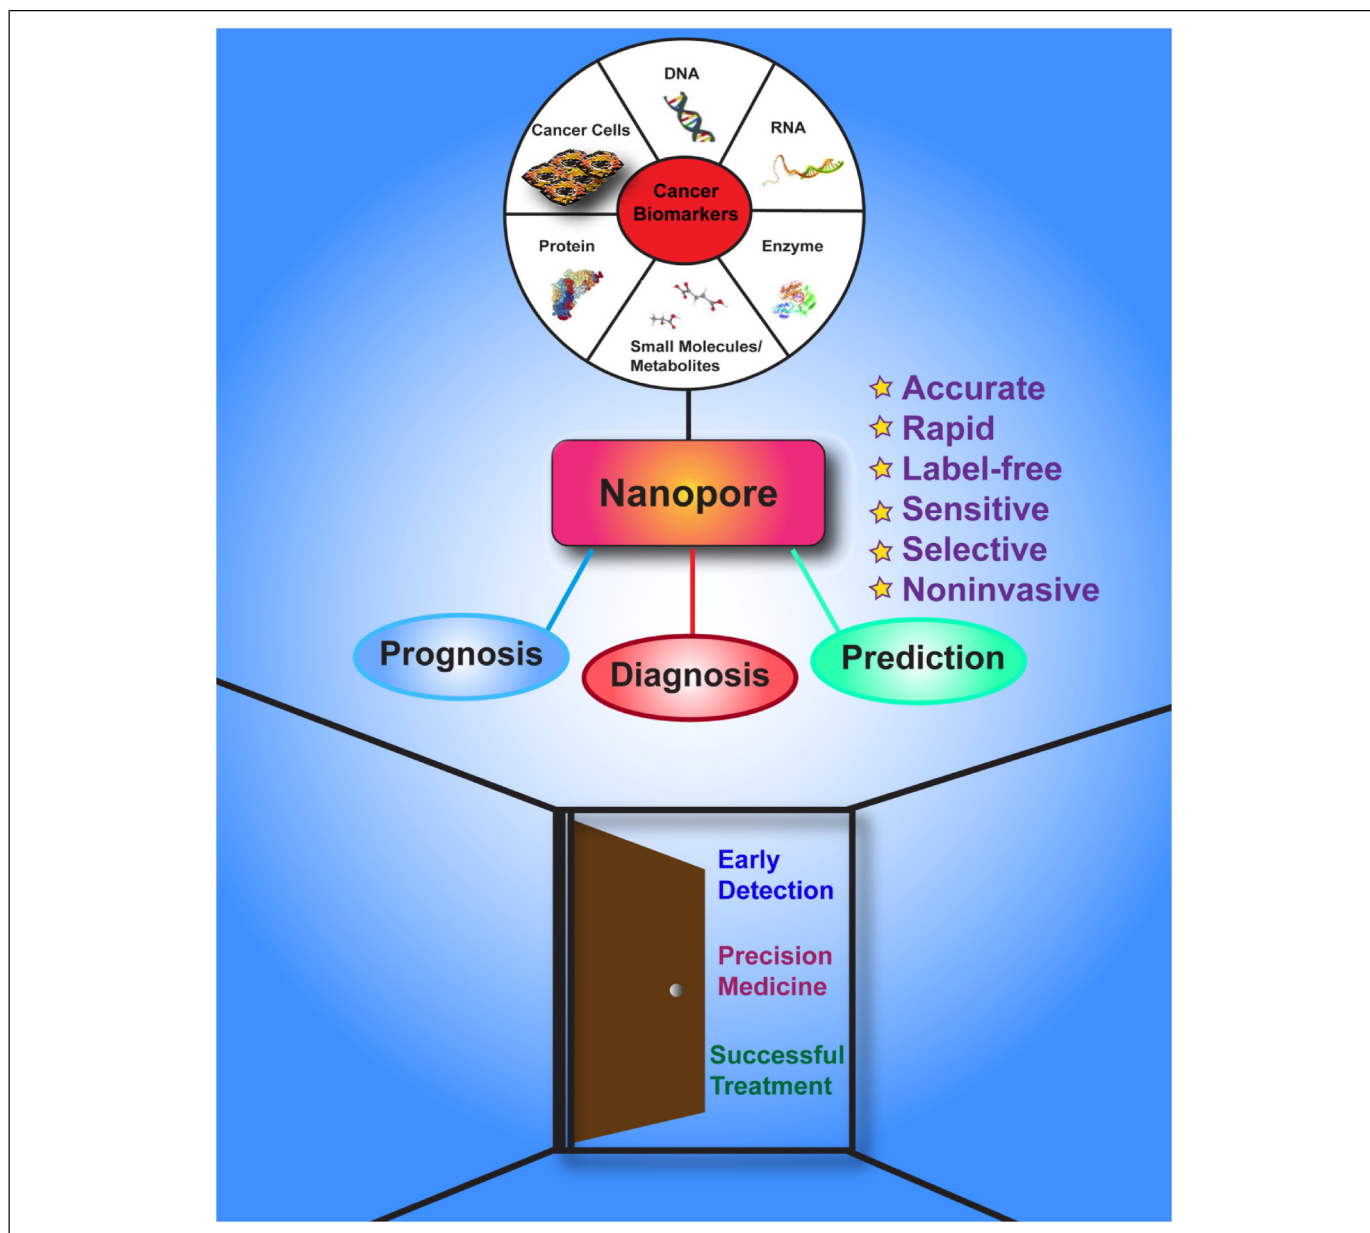 DNA
Cancer Cells
RNA
Cancer
Biomarkers
Protein
Enzyme
Small Molecules/
Metabolites
Accurate
Rapid
Label-free
Sensitive
Selective
Noninvasive
Nanopore
Prognosis
Diagnosis
Prediction
Early
Detection
Precision
Medicine
Successful
Treatment